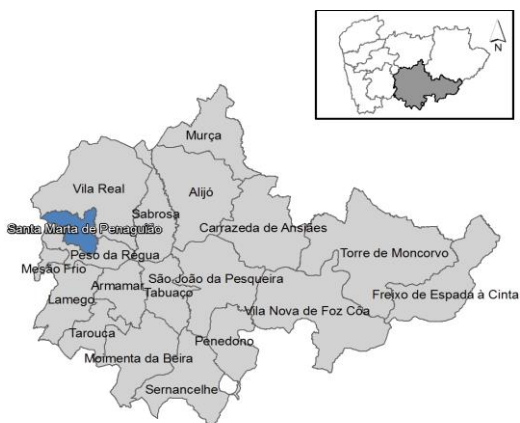 N
Murça
Vila Real
Alijó
Sabrosa
Santa Marta de Penaguião
Carrazeda de Ansiães
Peso da Régua
Torre de Moncorvo
Mesão Frio
São João da Pesqueira
Armamar
Tabuaço
Freixo de Espada à Cinta
Lamego
Vila Nova de Foz Côa
Tarouca
Penedono
Moimenta da Beira
Sernancelhe